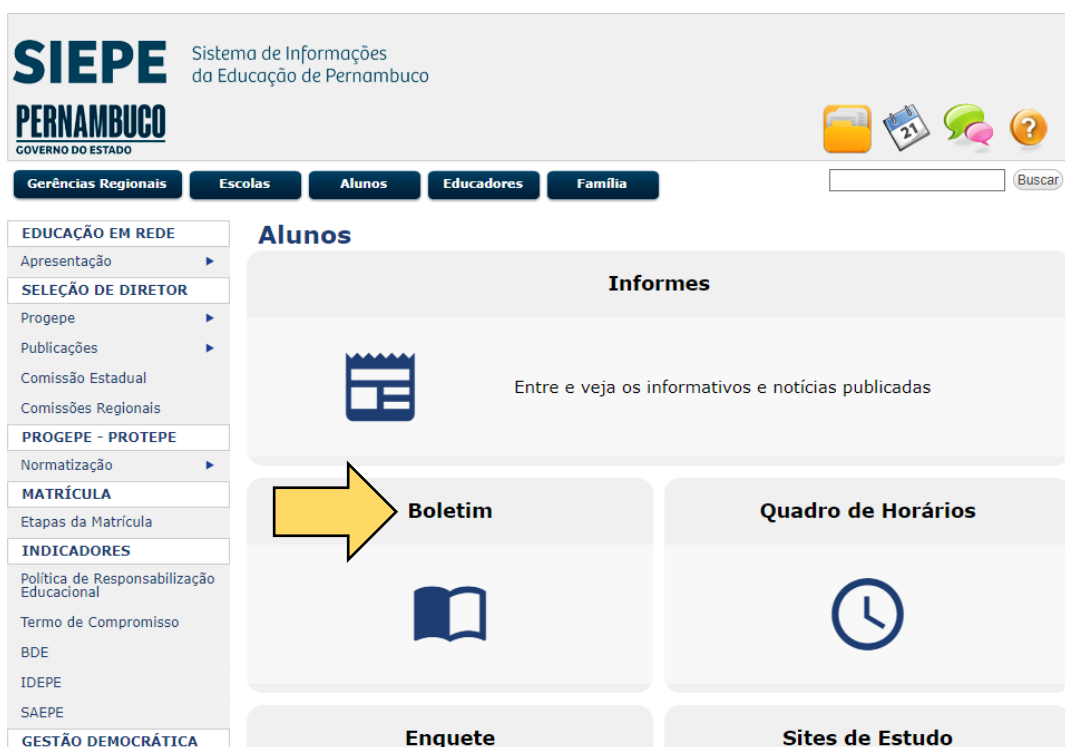 SIEPE
Sistema de Informações
da Educação de Pernambuco
PERNAMBUCO
GOVERNO DO ESTADO
21
?
Gerências Regionais
Escolas
Alunos
Educadores
Família
Buscar
EDUCAÇÃO EM REDE
Apresentação
SELEÇÃO DE DIRETOR
Progepe
Publicações
Comissão Estadual
Comissões Regionais
PROGEPE - PROTEPE
Normatização
MATRÍCULA
Etapas da Matrícula
INDICADORES
Política de Responsabilização
Educacional
Termo de Compromisso
BDE
IDEPE
SAEPE
GESTÃO DEMOCRÁTICA
Alunos
Informes
Entre e veja os informativos e notícias publicadas
Boletim
Quadro de Horários
Enquete
Sites de Estudo